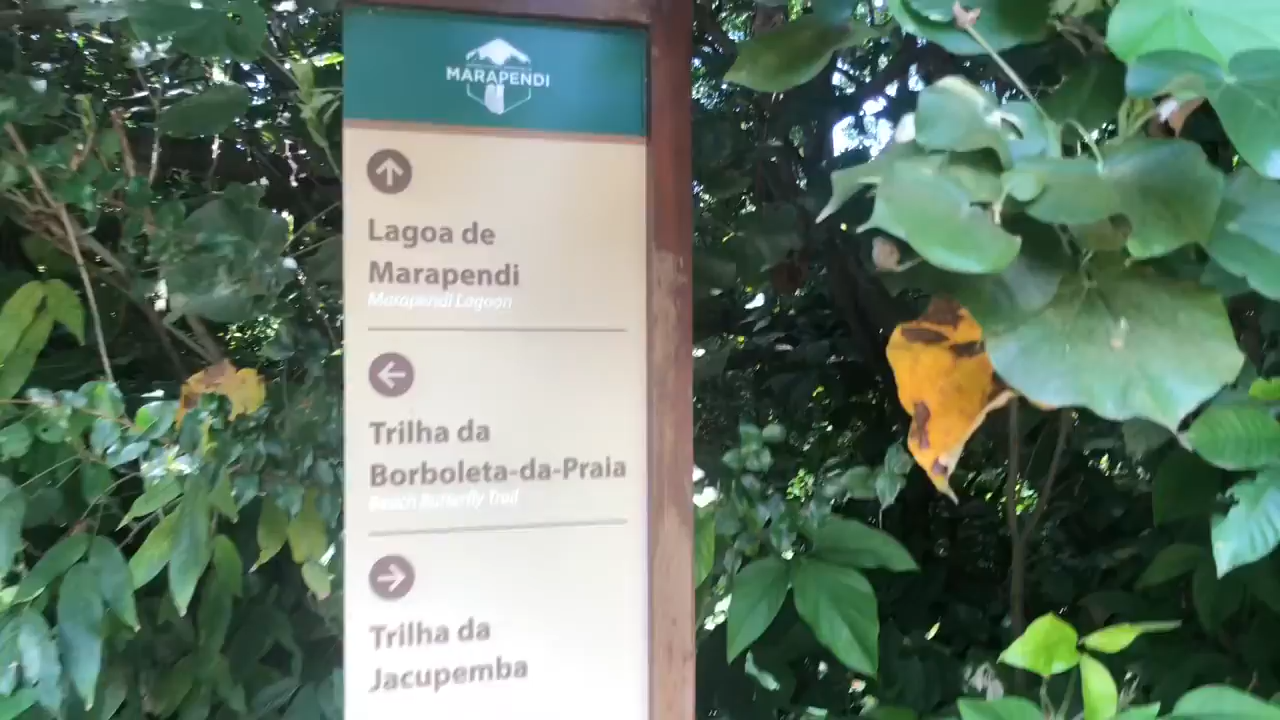 MARAPENDI
Lagoa de
Marapendi
Marapendi Lagoon
Trilha da
Borboleta-da-Praia
Beach Butterfly Trail
Trilha da
Jacupemba